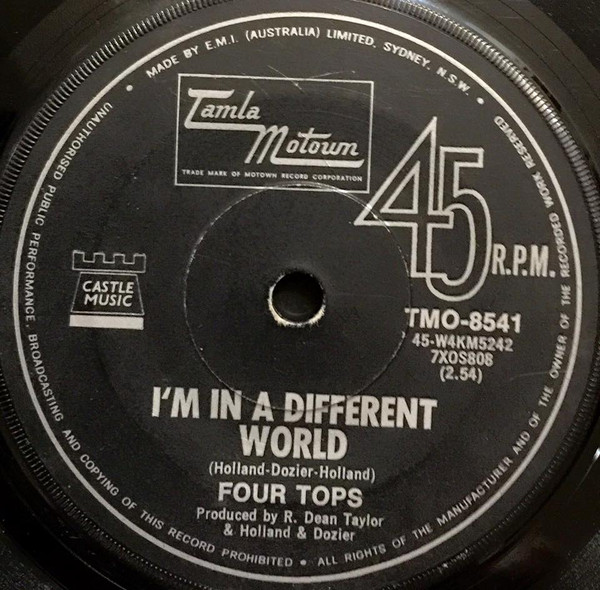 MADE BY E.M.I. (AUSTRALIA) LIMITED. SYDNEY. N.S.W. •
Tamla
Motown
TRADE MARK OF MOTOWN RECORD CORPORATION
45
R.P.M.
CASTLE
MUSIC
TMO-8541
45-W4KM5242
7XOS808
(2.54)
I'M IN A DIFFERENT
WORLD
(Holland-Dozier-Holland)
FOUR TOPS
Produced by R. Dean Taylor
& Holland & Dozier
UNAUTHORISED PUBLIC PERFORMANCE. BROADCASTING AND COPYING OF THIS RECORD PROHIBITED • ALL RIGHTS OF THE MANUFACTURER AND OF THE OWNER OF THE RECORDED WORK RESERVED